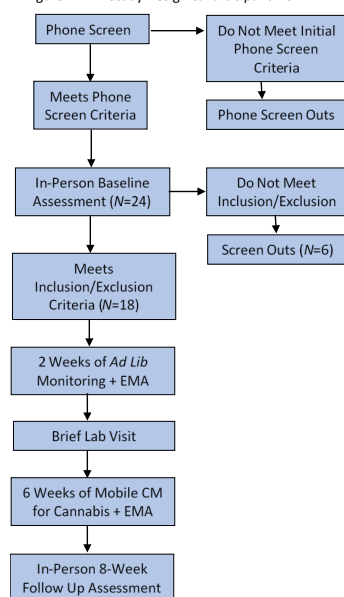 Phone Screen
Do Not Meet Initial
Phone Screen
Criteria
Meets Phone
Screen Criteria
Phone Screen Outs
In-Person Baseline
Assessment (N=24)
Do Not Meet
Inclusion/Exclusion
Screen Outs (N=6)
Meets
Inclusion/Exclusion
Criteria (N=18)
2 Weeks of Ad Lib
Monitoring + EMA
Brief Lab Visit
6 Weeks of Mobile CM
for Cannabis + EMA
In-Person 8-Week
Follow Up Assessment